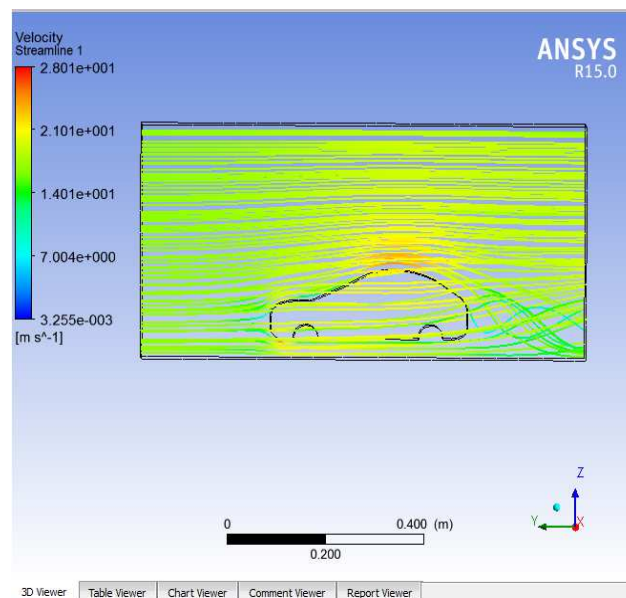 Velocity
Streamline 1
2.801e+001
2.101e+001
1.401e+001
7.004e+000
3.255e-003
[m s^-1]
ANSYS
R15.0
Z
Y
X
0
0.400 (m)
0.200
3D Viewer
Table Viewer
Chart Viewer
Comment Viewer
Report Viewer